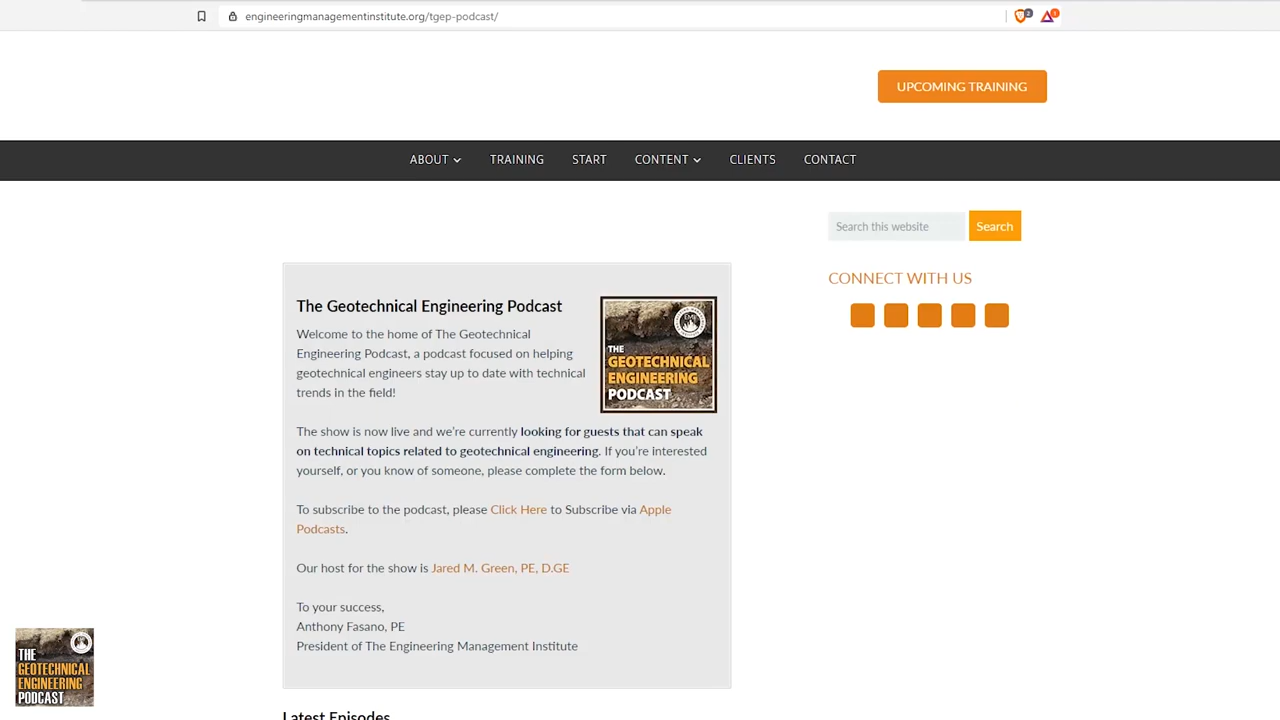 engineeringmanagementinstitute.org/tgep-podcast/
2
1
UPCOMING TRAINING
ABOUT TRAINING START CONTENT CLIENTS CONTACT
Search this website Search
CONNECT WITH US
The Geotechnical Engineering Podcast
Welcome to the home of The Geotechnical
Engineering Podcast, a podcast focused on helping
geotechnical engineers stay up to date with technical
trends in the field!
THE
GEOTECHNICAL
ENGINEERING
PODCAST
The show is now live and we're currently looking for guests that can speak
on technical topics related to geotechnical engineering. If you're interested
yourself, or you know of someone, please complete the form below.
To subscribe to the podcast, please Click Here to Subscribe via Apple
Podcasts.
Our host for the show is Jared M. Green, PE, D.GE
To your success,
Anthony Fasano, PE
President of The Engineering Management Institute
THE
GEOTECHNICAL
ENGINEERING
PODCAST
Latest Episodes